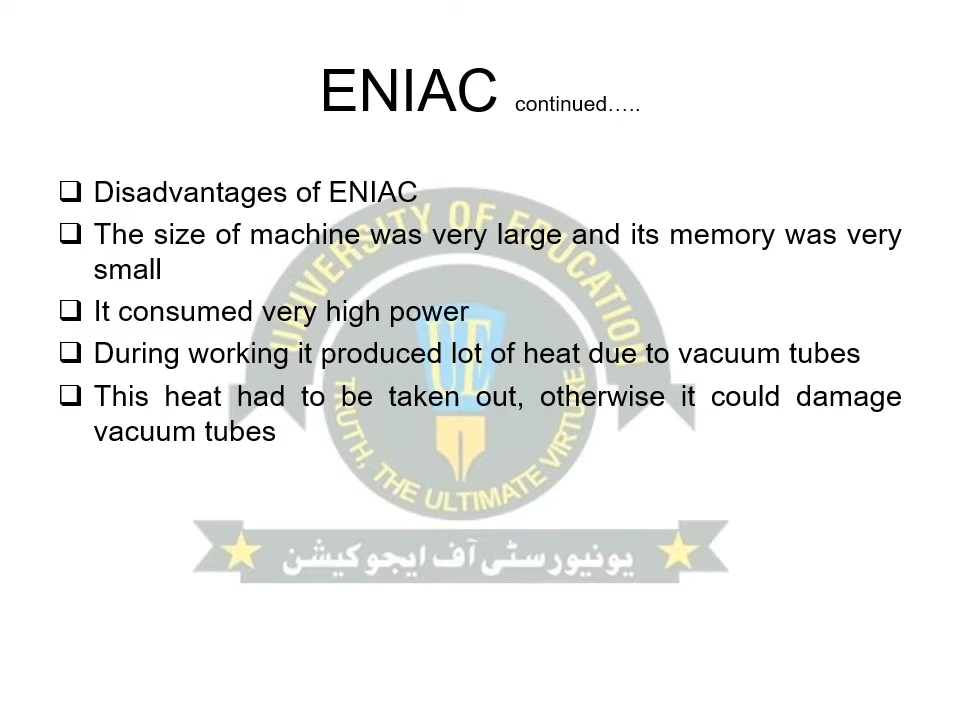 ENIAC continued…..
❑ Disadvantages of ENIAC
❑ The size of machine was very large and its memory was very
small
❑ It consumed very high power
❑ During working it produced lot of heat due to vacuum tubes
❑ This heat had to be taken out, otherwise it could damage
vacuum tubes
UNIVERSITY OF EDUCATION
UE
TRUTH, THE ULTIMATE VIRTUE
یونیورسٹی آف ایجوکیشن